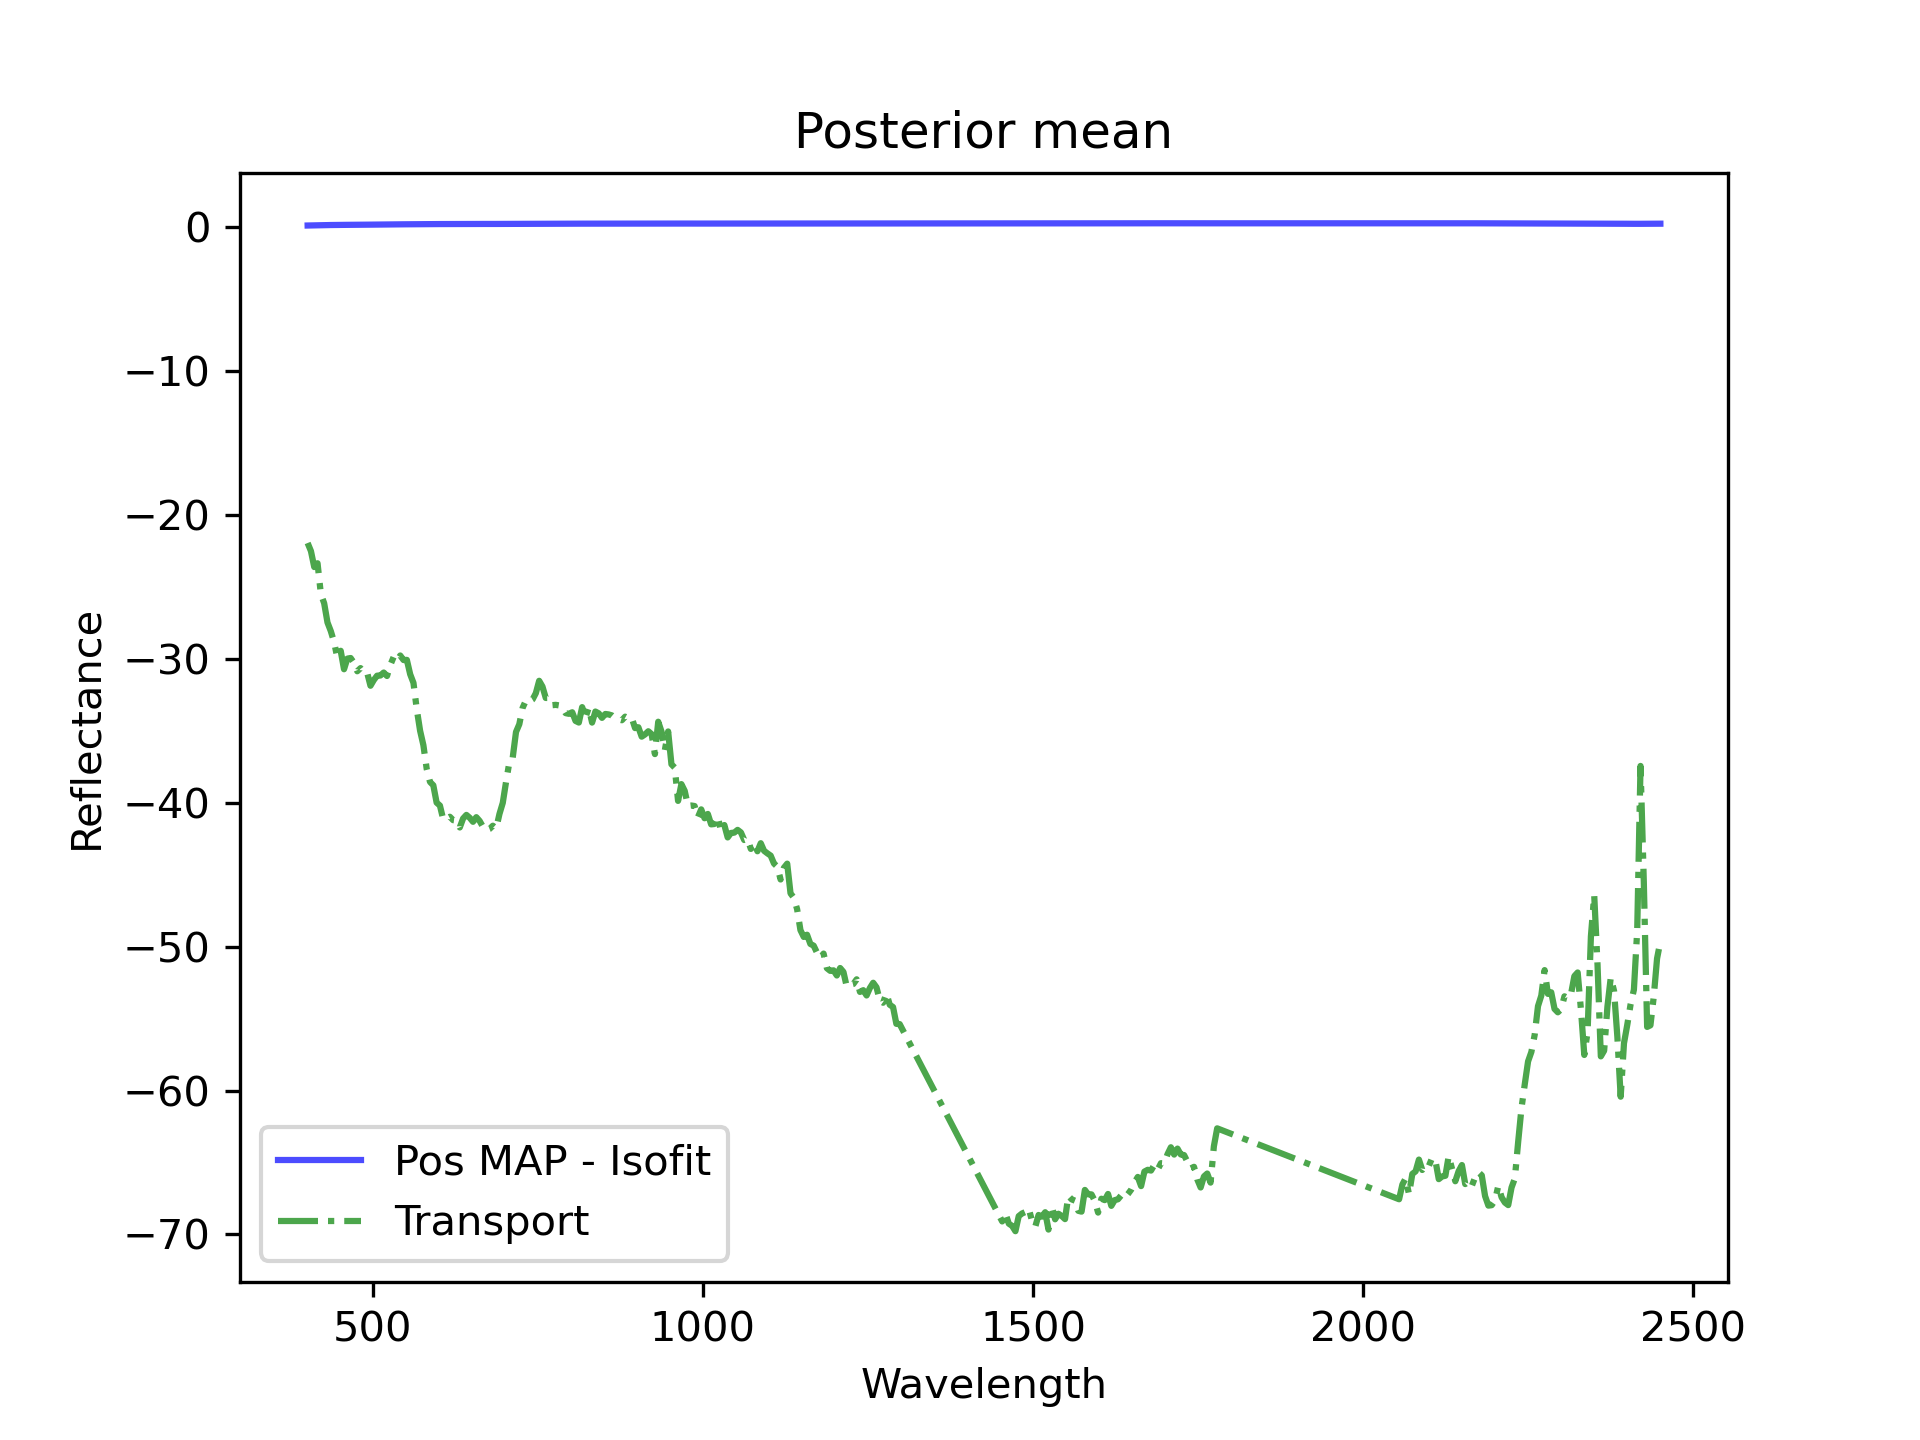 Posterior mean
Reflectance
0
−10
−20
−30
−40
−50
−60
−70
Pos MAP - Isofit
Transport
500 1000 1500 2000 2500
Wavelength